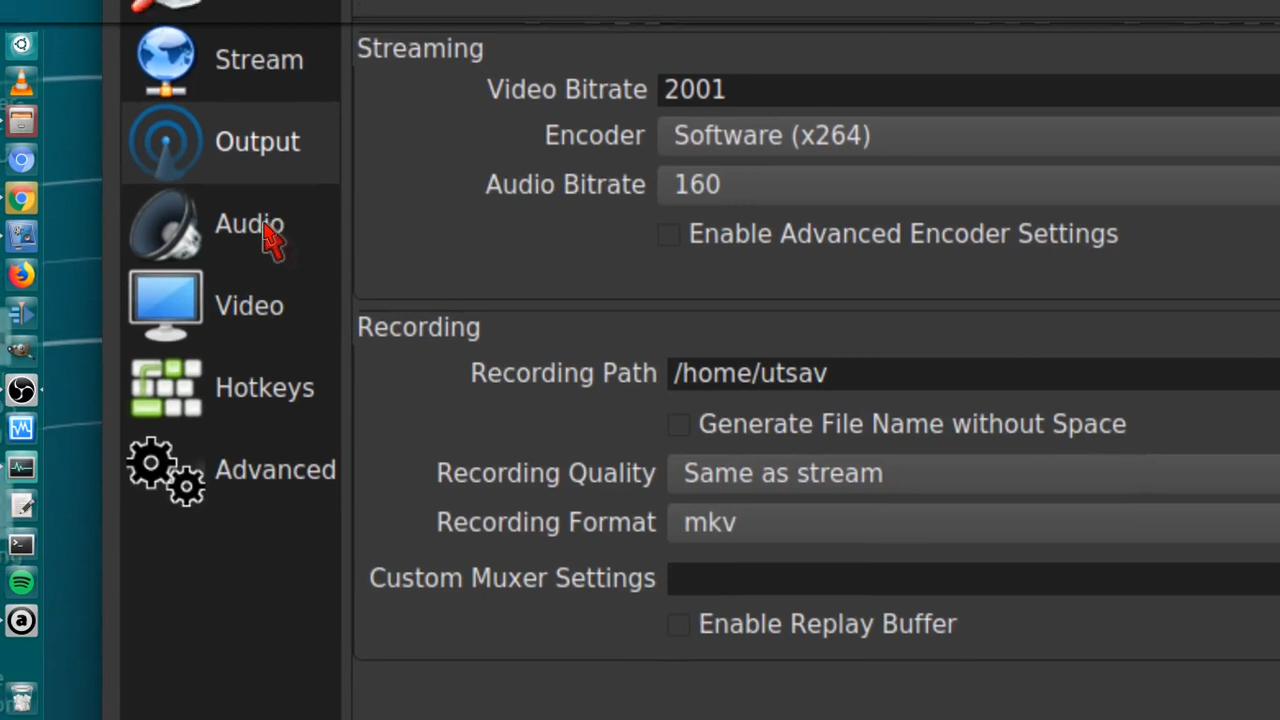 Stream
Output
Audio
Video
Hotkeys
Advanced
Streaming
Video Bitrate 2001
Encoder Software (x264)
Audio Bitrate 160
Enable Advanced Encoder Settings
Recording
Recording Path /home/utsav
Generate File Name without Space
Recording Quality Same as stream
Recording Format mkv
Custom Muxer Settings
Enable Replay Buffer